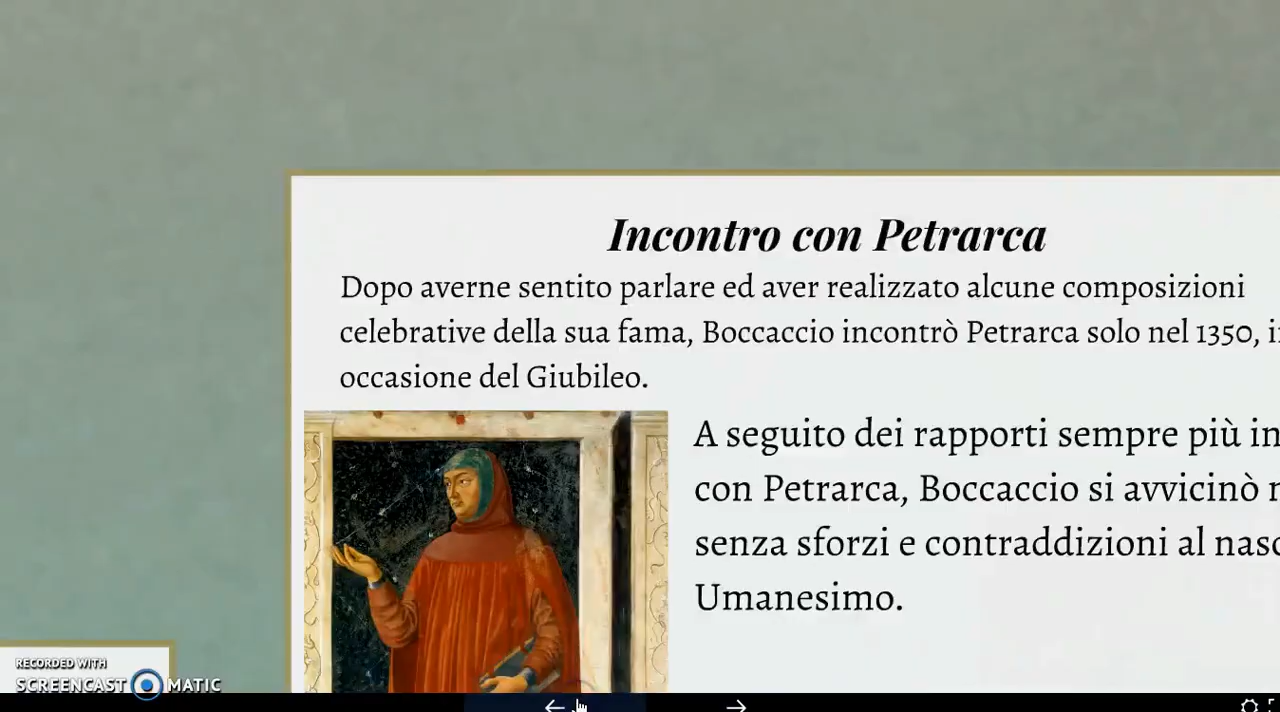 Incontro con Petrarca
Dopo averne sentito parlare ed aver realizzato alcune composizioni
celebrative della sua fama, Boccaccio incontrò Petrarca solo nel 1350,
occasione del Giubileo.
A seguito dei rapporti sempre più
con Petrarca, Boccaccio si avvicinò
senza sforzi e contraddizioni al
Umanesimo.
RECORDED WITH
SCREENCAST MATIC